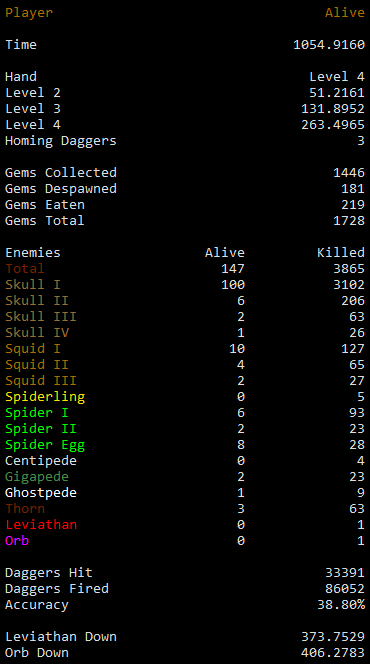 Player Alive
Time 1054.9160
Hand Level 4
Level 2 51.2161
Level 3 131.8952
Level 4 263.4965
Homing Daggers 3
Gems Collected 1446
Gems Despawned 181
Gems Eaten 219
Gems Total 1728
Enemies Alive Killed
Total 147 3865
Skull I 100 3102
Skull II 6 206
Skull III 2 63
Skull IV 1 26
Squid I 10 127
Squid II 4 65
Squid III 2 27
Spiderling 0 5
Spider I 6 93
Spider II 2 23
Spider Egg 8 28
Centipede 0 4
Gigapede 2 23
Ghostpede 1 9
Thorn 3 63
Leviathan 0 1
Orb 0 1
Daggers Hit 33391
Daggers Fired 86052
Accuracy 38.80%
Leviathan Down 373.7529
Orb Down 406.2783